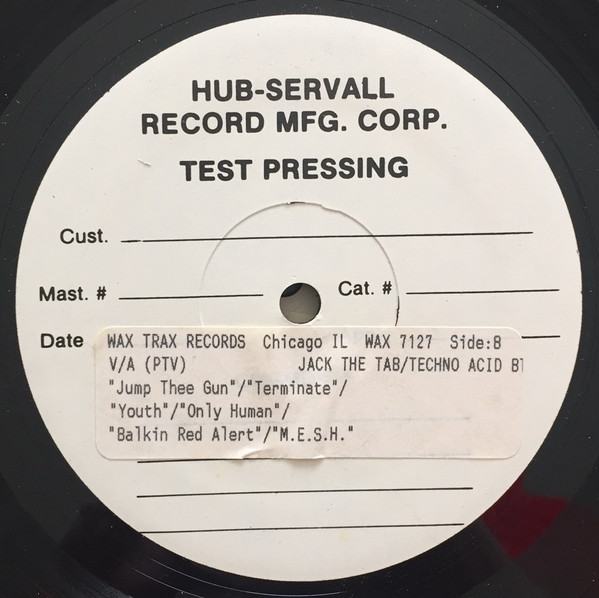 HUB-SERVALL
RECORD MFG. CORP.
TEST PRESSING
Cust.
Mast. # Cat. #
Date
WAX TRAX RECORDS Chicago IL WAX 7127 Side:B
V/A (PTV) JACK THE TAB/TECHNO ACID
"Jump Thee Gun"/"Terminate"/
"Youth"/"Only Human"/
"Balkin Red Alert"/"M.E.S.H."